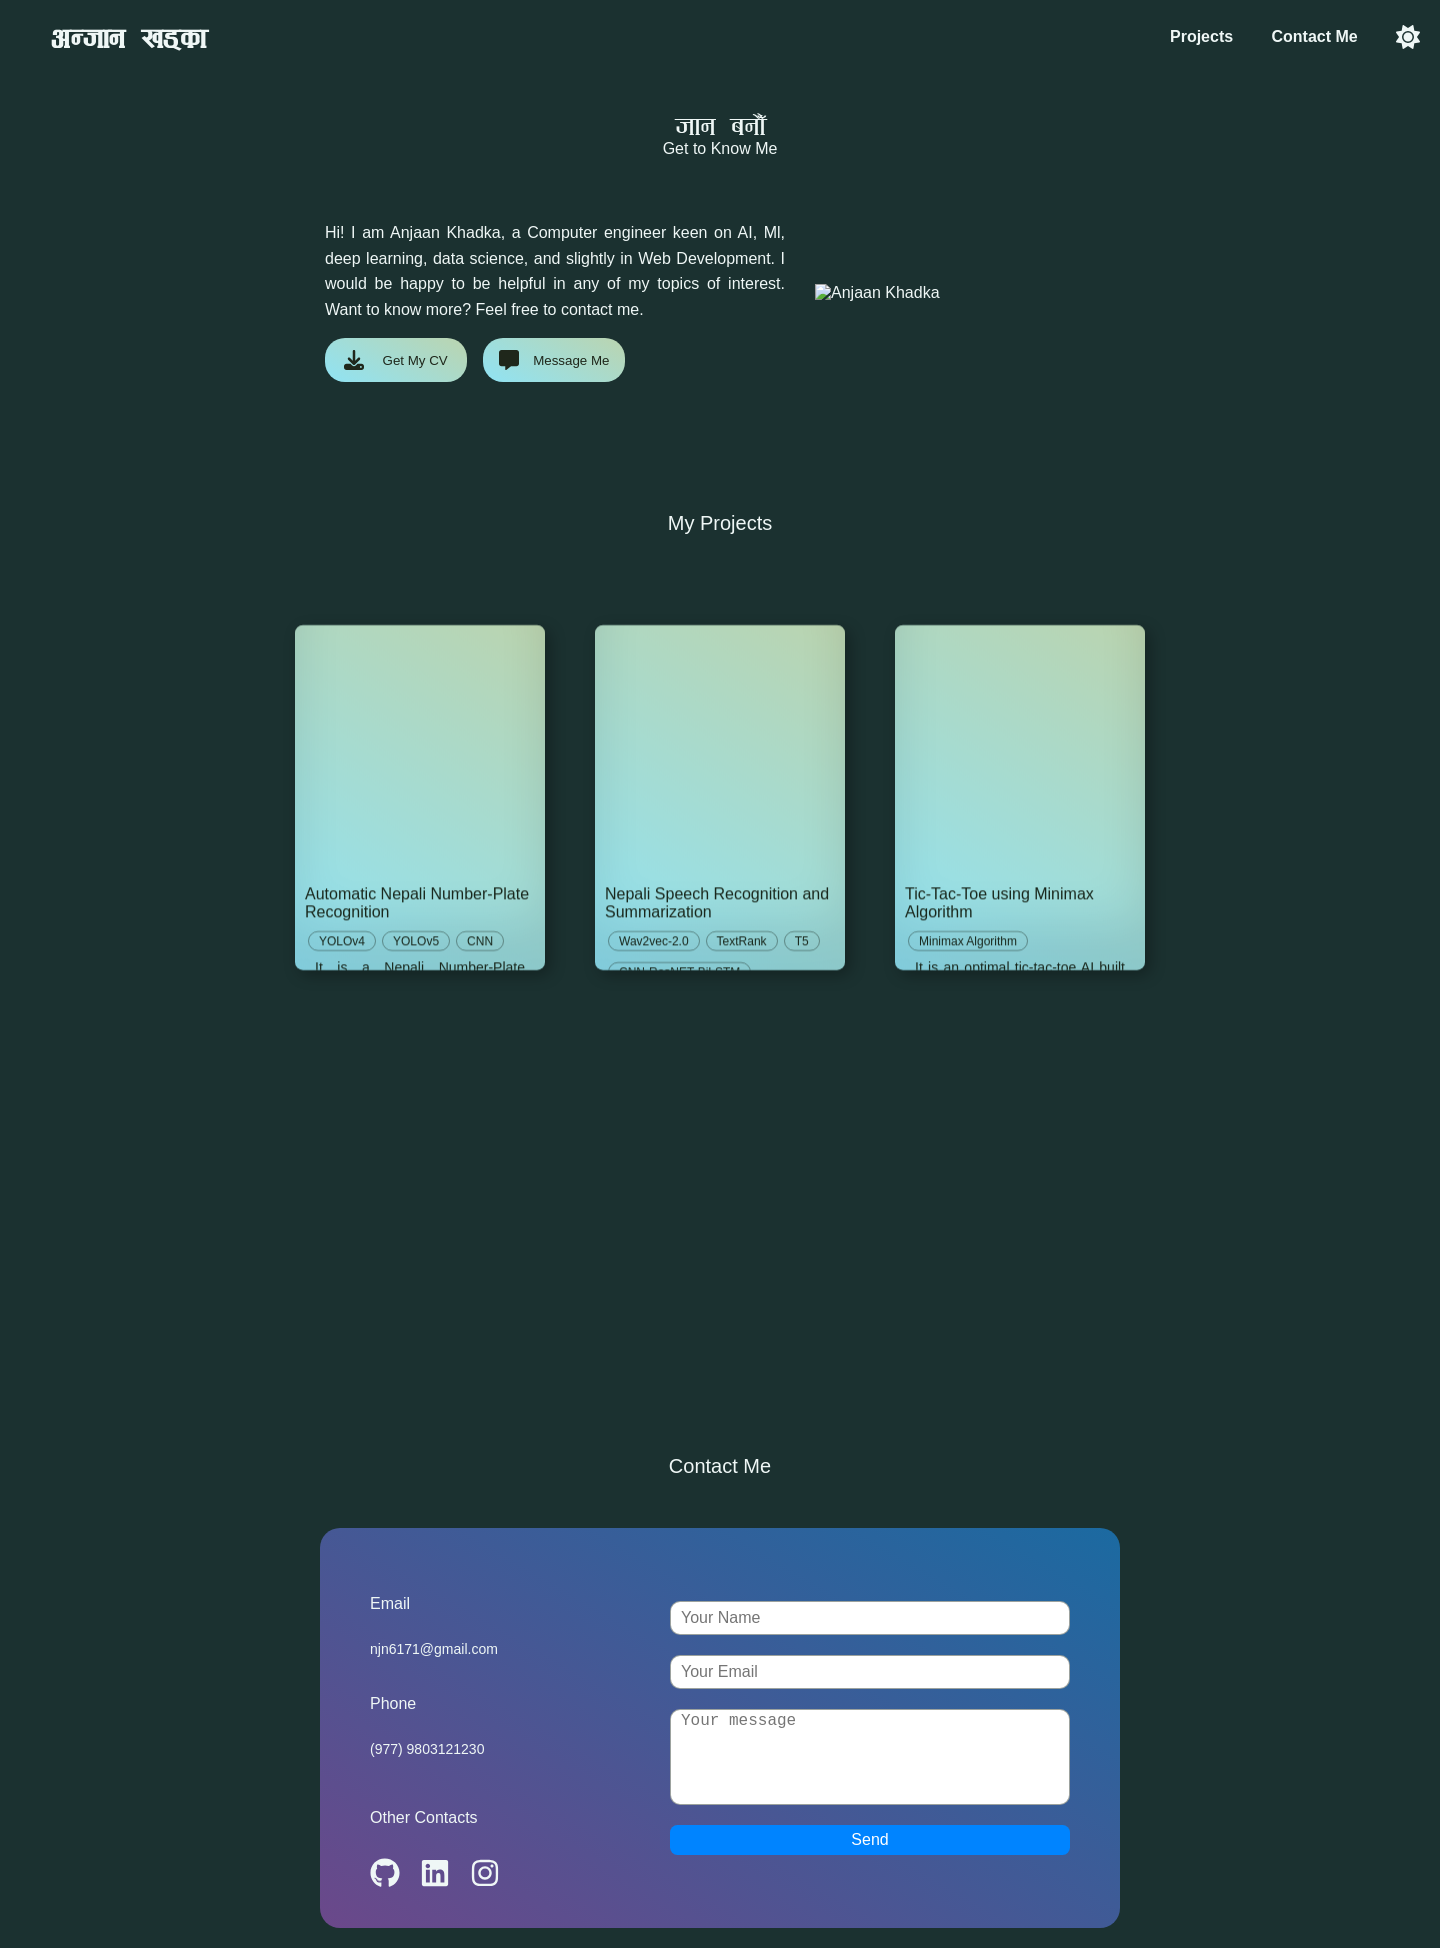 अन्जान खड्का
Projects
Contact Me
जान बनौँ
Get to Know Me
Hi! I am Anjaan Khadka, a Computer engineer keen on AI, Ml,
deep learning, data science, and slightly in Web Development. I
would be happy to be helpful in any of my topics of interest.
Want to know more? Feel free to contact me.
Anjaan Khadka
Get My CV
Message Me
My Projects
Automatic Nepali Number-Plate
Recognition
YOLOv4
YOLOv5
CNN
It is a Nepali Number-Plate
Nepali Speech Recognition and
Summarization
Wav2vec-2.0
TextRank
T5
CNN-ResNET-BiLSTM
Tic-Tac-Toe using Minimax
Algorithm
Minimax Algorithm
It is an optimal tic-tac-toe AI built
Contact Me
Email
njn6171@gmail.com
Phone
(977) 9803121230
Other Contacts
Your Name
Your Email
Your message
Send